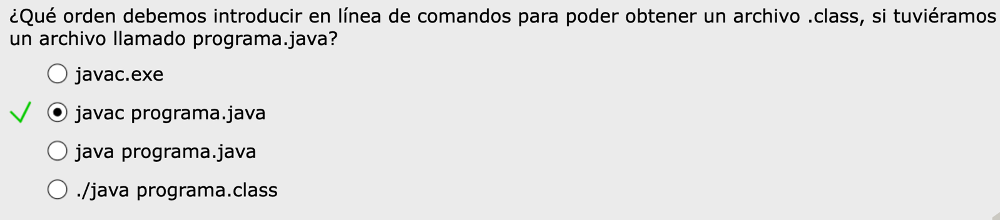 ¿Qué orden debemos introducir en línea de comandos para poder obtener un archivo .class, si tuviéramos
un archivo llamado programa.java?
javac.exe
javac programa.java
java programa.java
./java programa.class